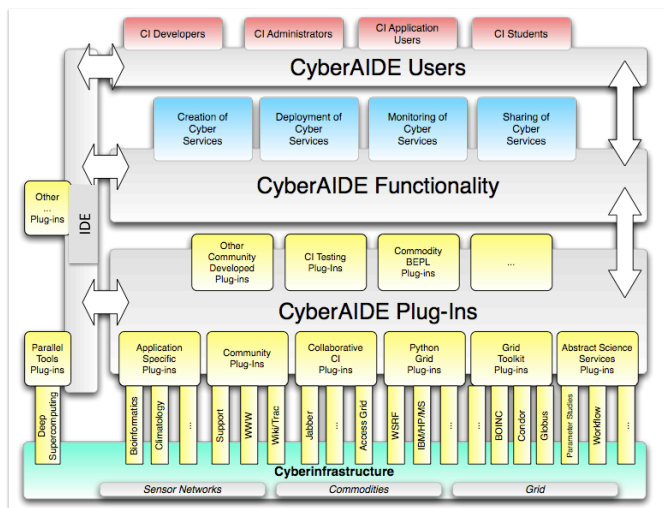 CI Developers
CI Administrators
CI Application
Users
CI Students
CyberAIDE Users
Creation of
Cyber
Services
Deployment of
Cyber
Services
Monitoring of
Cyber
Services
Sharing of
Cyber
Services
CyberAIDE Functionality
Other
...
Plug-ins
IDE
Other
Community
Developed
Plug-ins
CI Testing
Plug-Ins
Commodity
BEPL
Plug-ins
...
CyberAIDE Plug-Ins
Parallel
Tools
Plug-ins
Application
Specific
Plug-ins
Community
Plug-Ins
Collaborative
CI
Plug-ins
Python
Grid
Plug-ins
Grid
Toolkit
Plug-ins
Abstract Science
Services
Plug-ins
Deep
Supercomputing
Bioinformatics
Climatology
...
Support
WWW
Wiki/Trac
Jabber
...
Access Grid
WSRF
IBM/HP/MS
...
... BOINC
Condor
Globus
Parameter Studies
Workflow
...
Cyberinfrastructure
Sensor Networks
Commodities
Grid